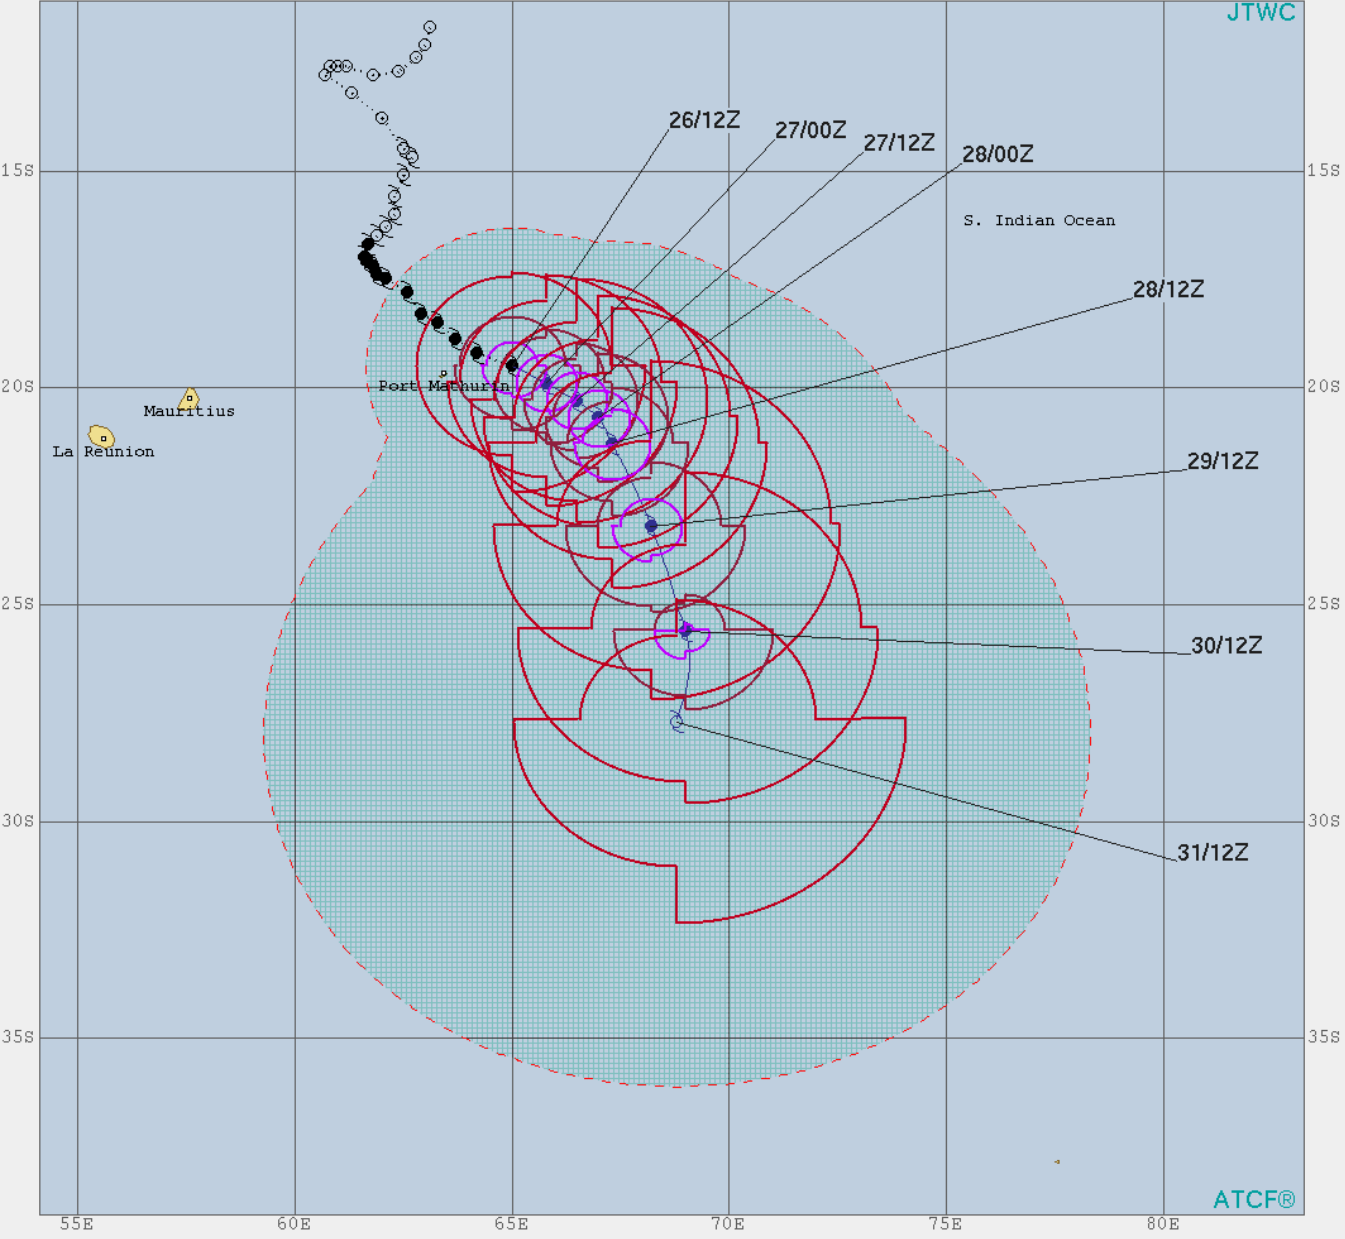 JTWC
26/12Z
27/00Z
27/12Z
28/00Z
15S
15S
S. Indian Ocean
28/12Z
20S
Port Mathurin
20S
Mauritius
La Reunion
29/12Z
25S
25S
30/12Z
30S
30S
31/12Z
35S
35S
ATCF®
55E
60E
65E
70E
75E
80E